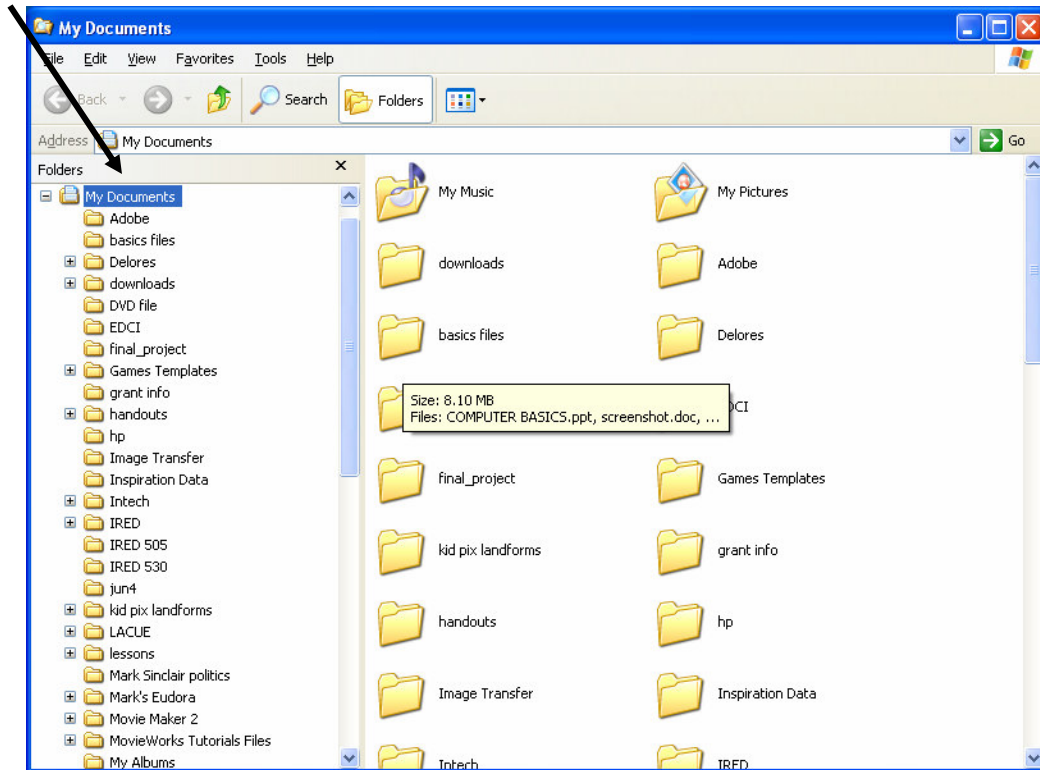 My Documents
File Edit View Favorites Tools Help
Back Search Folders
Address My Documents Go
Folders
My Documents
Adobe
basics files
Delores
downloads
DVD file
EDCI
final_project
Games Templates
grant info
handouts
hp
Image Transfer
Inspiration Data
Intech
IRED
IRED 505
IRED 530
jun4
kid pix landforms
LACUE
lessons
Mark Sinclair politics
Mark's Eudora
Movie Maker 2
MovieWorks Tutorials Files
My Albums
My Music My Pictures
downloads Adobe
basics files Delores
Size: 8.10 MB
Files: COMPUTER BASICS.ppt, screenshot.doc, ...
final_project Games Templates
kid pix landforms grant info
handouts hp
Image Transfer Inspiration Data
Intech IRED